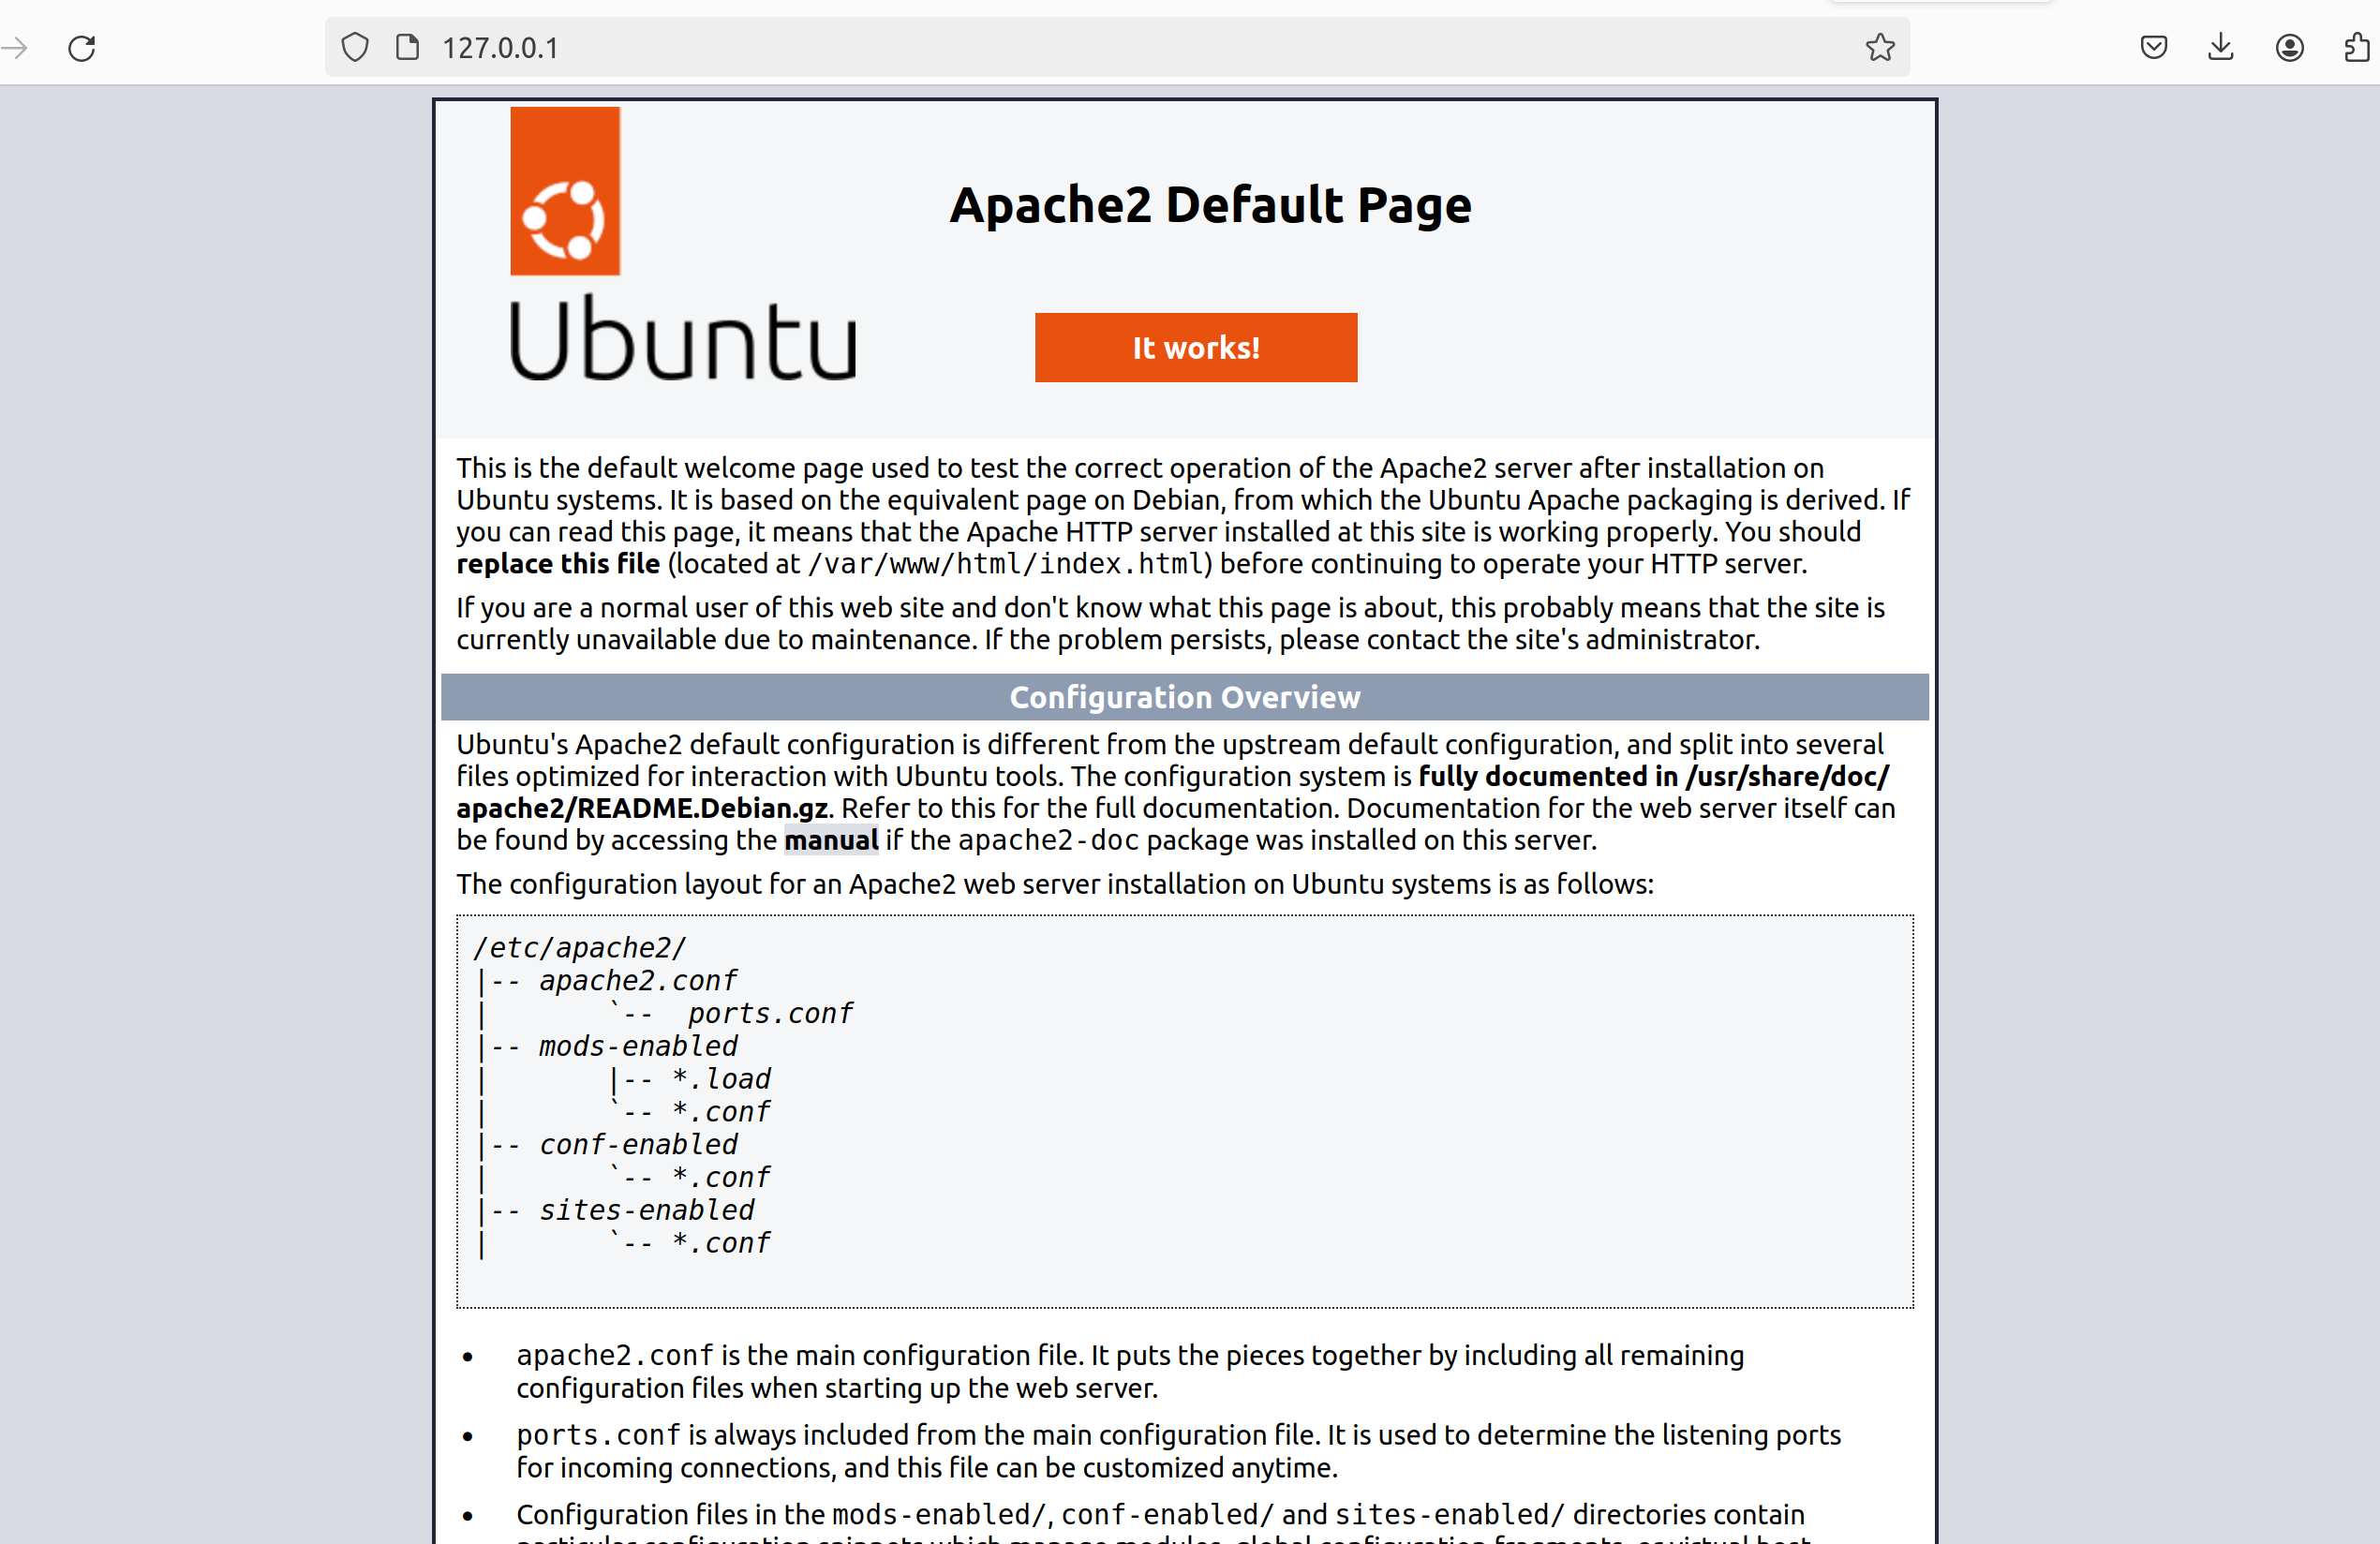 127.0.0.1
Apache2 Default Page
Ubuntu
It works!
This is the default welcome page used to test the correct operation of the Apache2 server after installation on
Ubuntu systems. It is based on the equivalent page on Debian, from which the Ubuntu Apache packaging is derived. If
you can read this page, it means that the Apache HTTP server installed at this site is working properly. You should
replace this file (located at /var/www/html/index.html) before continuing to operate your HTTP server.
If you are a normal user of this web site and don't know what this page is about, this probably means that the site is
currently unavailable due to maintenance. If the problem persists, please contact the site's administrator.
Configuration Overview
Ubuntu's Apache2 default configuration is different from the upstream default configuration, and split into several
files optimized for interaction with Ubuntu tools. The configuration system is fully documented in /usr/share/doc/
apache2/README.Debian.gz. Refer to this for the full documentation. Documentation for the web server itself can
be found by accessing the manual if the apache2-doc package was installed on this server.
The configuration layout for an Apache2 web server installation on Ubuntu systems is as follows:
/etc/apache2/
|-- apache2.conf
|       `--  ports.conf
|-- mods-enabled
|       |-- *.load
|       `-- *.conf
|-- conf-enabled
|       `-- *.conf
|-- sites-enabled
|       `-- *.conf
• apache2.conf is the main configuration file. It puts the pieces together by including all remaining
configuration files when starting up the web server.
• ports.conf is always included from the main configuration file. It is used to determine the listening ports
for incoming connections, and this file can be customized anytime.
• Configuration files in the mods-enabled/, conf-enabled/ and sites-enabled/ directories contain
particular configuration snippets which manage modules, global configuration fragments, or virtual host